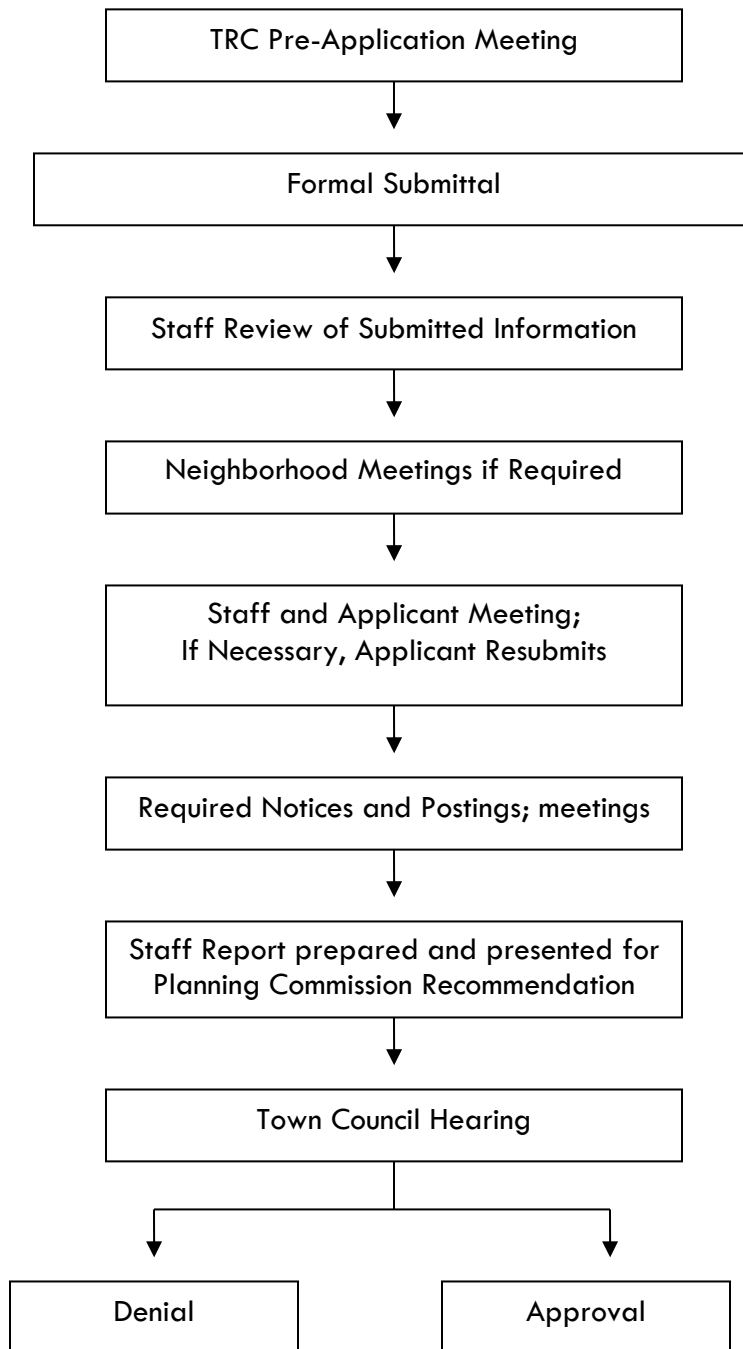 TRC Pre-Application Meeting
Formal Submittal
Staff Review of Submitted Information
Neighborhood Meetings if Required
Staff and Applicant Meeting;
If Necessary, Applicant Resubmits
Required Notices and Postings; meetings
Staff Report prepared and presented for
Planning Commission Recommendation
Town Council Hearing
Denial
Approval